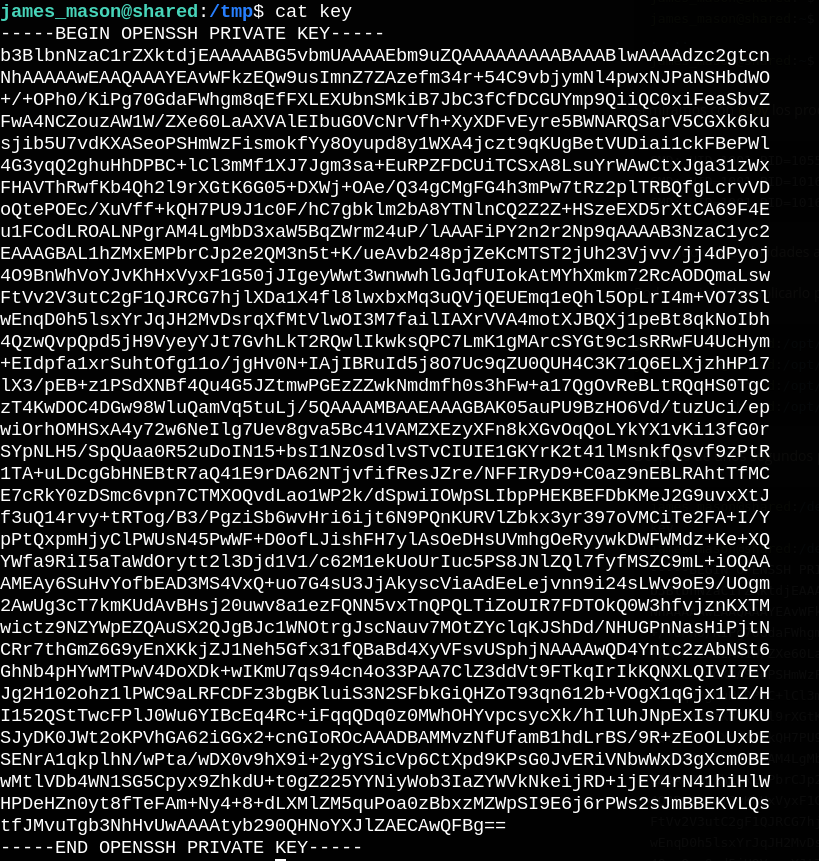 james_mason@shared:/tmp$ cat key
-----BEGIN OPENSSH PRIVATE KEY-----
b3BlbnNzaC1rZXktdjEAAAAABG5vbmUAAAAEbm9uZQAAAAAAAAABAAABlwAAAAdzc2gtcn
NhAAAAAwEAAQAAAYEAvWFkzEQw9usImnZ7ZAzefm34r+54C9vbjymNl4pwxNJPaNSHbdWO
+/+OPh0/KiPg70GdaFWhgm8qEfFXLEXUbnSMkiB7JbC3fCfDCGUYmp9QiiQC0xiFeaSbvZ
FwA4NCZouzAW1W/ZXe60LaAXVAlEIbuGOVcNrVfh+XyXDFvEyre5BWNARQSarV5CGXk6ku
sjib5U7vdKXASeoPSHmWzFismokfYy8Oyupd8y1WXA4jczt9qKUgBetVUDiai1ckFBePWl
4G3yqQ2ghuHhDPBC+lCl3mMf1XJ7Jgm3sa+EuRPZFDCUiTCSxA8LsuYrWAwCtxJga31zWx
FHAVThRwfKb4Qh2l9rXGtK6G05+DXWj+OAe/Q34gCMgFG4h3mPw7tRz2plTRBQfgLcrvVD
oQtePOEc/XuVff+kQH7PU9J1c0F/hC7gbklm2bA8YTNlnCQ2Z2Z+HSzeEXD5rXtCA69F4E
u1FCodLROALNPgrAM4LgMbD3xaW5BqZWrm24uP/lAAAFiPY2n2r2Np9qAAAAB3NzaC1yc2
EAAAGBAL1hZMxEMPbrCJp2e2QM3n5t+K/ueAvb248pjZeKcMTST2jUh23Vjvv/jj4dPyoj
4O9BnWhVoYJvKhHxVyxF1G50jJIgeyWwt3wnwwhlGJqfUIokAtMYhXmkm72RcAODQmaLsw
FtVv2V3utC2gF1QJRCG7hjlXDa1X4fl8lwxbxMq3uQVjQEUEmq1eQhl5OpLrI4m+VO73Sl
wEnqD0h5lsxYrJqJH2MvDsrqXfMtVlwOI3M7failIAXrVVA4motXJBQXj1peBt8qkNoIbh
4QzwQvpQpd5jH9VyeyYJt7GvhLkT2RQwlIkwksQPC7LmK1gMArcSYGt9c1sRRwFU4UcHym
+EIdpfa1xrSuhtOfg11o/jgHv0N+IAjIBRuId5j8O7Uc9qZU0QUH4C3K71Q6ELXjzhHP17
lX3/pEB+z1PSdXNBf4Qu4G5JZtmwPGEzZZwkNmdmfh0s3hFw+a17QgOvReBLtRQqHS0TgC
zT4KwDOC4DGw98WluQamVq5tuLj/5QAAAAMBAAEAAAGBAK05auPU9BzHO6Vd/tuzUci/ep
wiOrhOMHSxA4y72w6NeIlg7Uev8gva5Bc41VAMZXEzyXFn8kXGvOqQoLYkYX1vKi13fG0r
SYpNLH5/SpQUaa0R52uDoIN15+bsI1NzOsdlvSTvCIUIE1GKYrK2t41lMsnkfQsvf9zPtR
1TA+uLDcgGbHNEBtR7aQ41E9rDA62NTjvfifResJZre/NFFIRyD9+C0az9nEBLRAhtTfMC
E7cRkY0zDSmc6vpn7CTMXOQvdLao1WP2k/dSpwiIOWpSLIbpPHEKBEFDbKMeJ2G9uvxXtJ
f3uQ14rvy+tRTog/B3/PgziSb6wvHri6ijt6N9PQnKURVlZbkx3yr397oVMCiTe2FA+I/Y
pPtQxpmHjyClPWUsN45PwWF+D0ofLJishFH7ylAsOeDHsUVmhgOeRyywkDWFWMdz+Ke+XQ
YWfa9RiI5aTaWdOrytt2l3Djd1V1/c62M1ekUoUrIuc5PS8JNlZQl7fyfMSZC9mL+iOQAA
AMEAy6SuHvYofbEAD3MS4VxQ+uo7G4sU3JjAkyscViaAdEeLejvnn9i24sLWv9oE9/UOgm
2AwUg3cT7kmKUdAvBHsj20uwv8a1ezFQNN5vxTnQPQLTiZoUIR7FDTOkQ0W3hfvjznKXTM
wictz9NZYWpEZQAuSX2QJgBJc1WNOtrgJscNauv7MOtZYclqKJShDd/NHUGPnNasHiPjtN
CRr7thGmZ6G9yEnXKkjZJ1Neh5Gfx31fQBaBd4XyVFsvUSphjNAAAAwQD4Yntc2zAbNSt6
GhNb4pHYwMTPwV4DoXDk+wIKmU7qs94cn4o33PAA7ClZ3ddVt9FTkqIrIkKQNXLQIVI7EY
Jg2H102ohz1lPWC9aLRFCDFz3bgBKluiS3N2SFbkGiQHZoT93qn612b+VOgX1qGjx1lZ/H
I152QStTwcFPlJ0Wu6YIBcEq4Rc+iFqqQDq0z0MWhOHYvpcsycXk/hIlUhJNpExIs7TUKU
SJyDK0JWt2oKPVhGA62iGGx2+cnGIoROcAAADBAMMvzNfUfamB1hdLrBS/9R+zEoOLUxbE
SENrA1qkplhN/wPta/wDX0v9hX9i+2ygYSicVp6CtXpd9KPsG0JvERiVNbwWxD3gXcm0BE
wMtlVDb4WN1SG5Cpyx9ZhkdU+t0gZ225YYNiyWob3IaZYWVkNkeijRD+ijEY4rN41hiHlW
HPDeHZn0yt8fTeFAm+Ny4+8+dLXMlZM5quPoa0zBbxzMZWpSI9E6j6rPWs2sJmBBEKVLQs
tfJMvuTgb3NhHvUwAAAAtyb290QHNoYXJlZAECAwQFBg==
-----END OPENSSH PRIVATE KEY-----